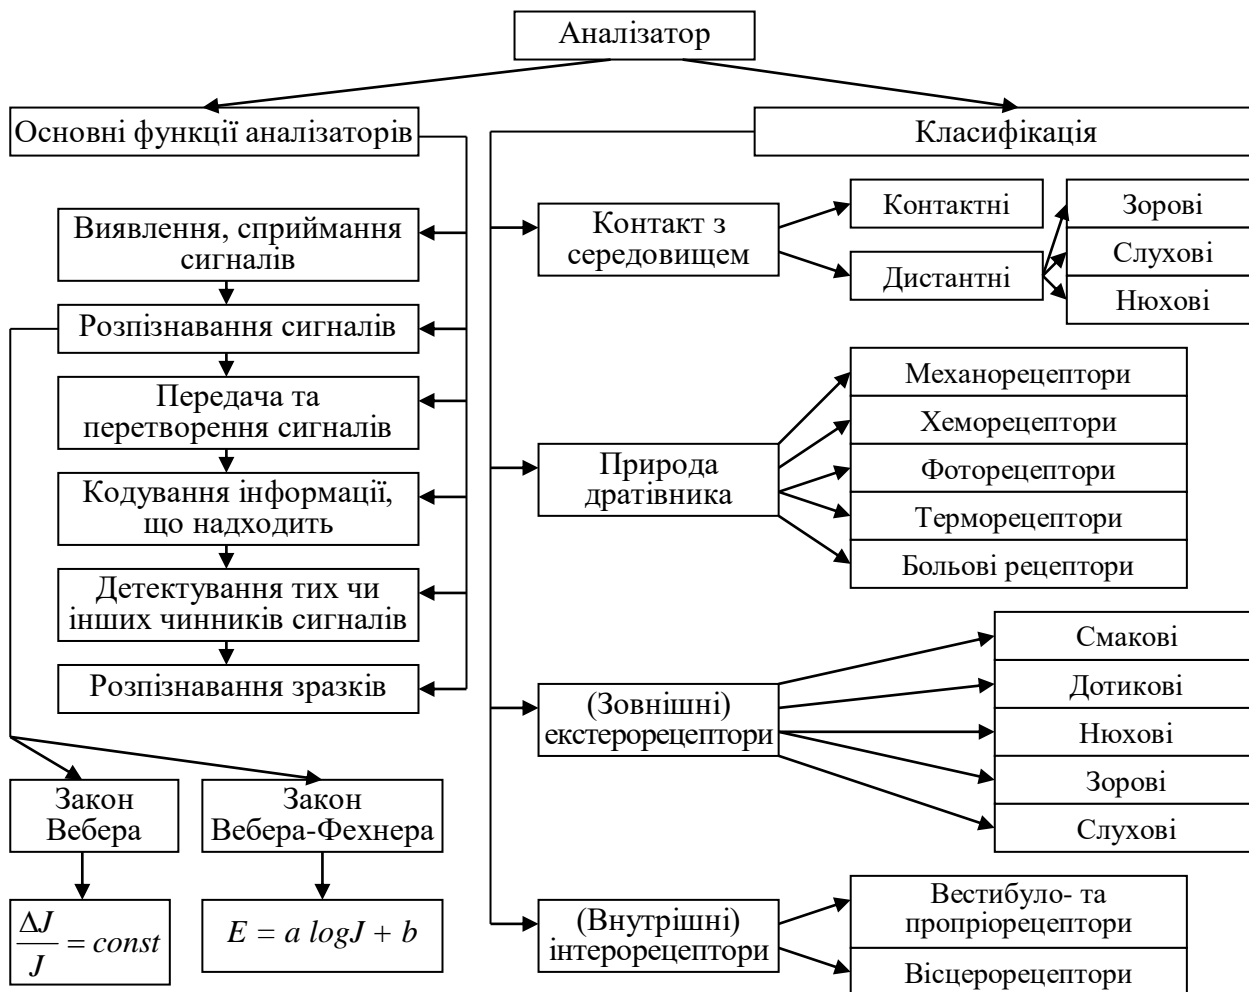 Аналізатор
Основні функції аналізаторів
Виявлення, сприймання
сигналів
Розпізнавання сигналів
Передача та
перетворення сигналів
Кодування інформації,
що надходить
Детектування тих чи
інших чинників сигналів
Розпізнавання зразків
Закон
Вебера
Закон
Вебера-Фехнера
ΔJ/J = const
E = a logJ + b
Класифікація
Контакт з
середовищем
Контактні
Дистантні
Зорові
Слухові
Нюхові
Природа
дратівника
Механорецептори
Хеморецептори
Фоторецептори
Терморецептори
Больові рецептори
(Зовнішні)
екстерорецептори
Смакові
Дотикові
Нюхові
Зорові
Слухові
(Внутрішні)
інтерорецептори
Вестибуло- та
пропріорецептори
Вісцерорецептори